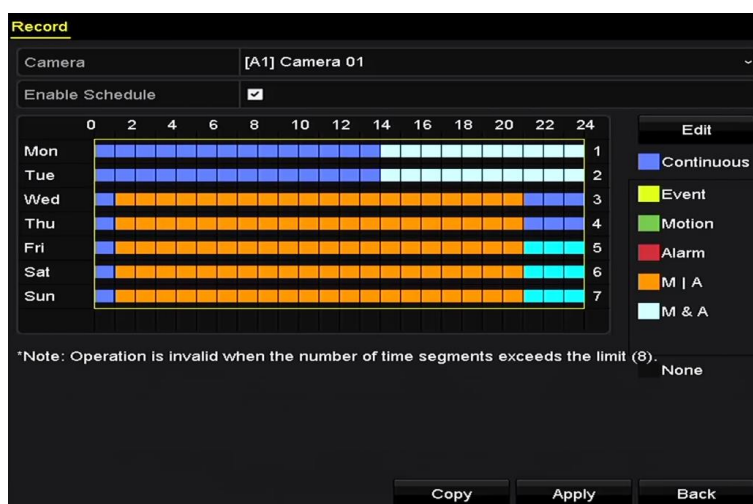 Record
Camera [A1] Camera 01
Enable Schedule
0 2 4 6 8 10 12 14 16 18 20 22 24
Edit
Mon 1
Continuous
Tue 2
Wed 3
Event
Thu 4
Motion
Fri 5
Alarm
Sat 6
M | A
Sun 7
M & A
*Note: Operation is invalid when the number of time segments exceeds the limit (8).
None
Copy Apply Back